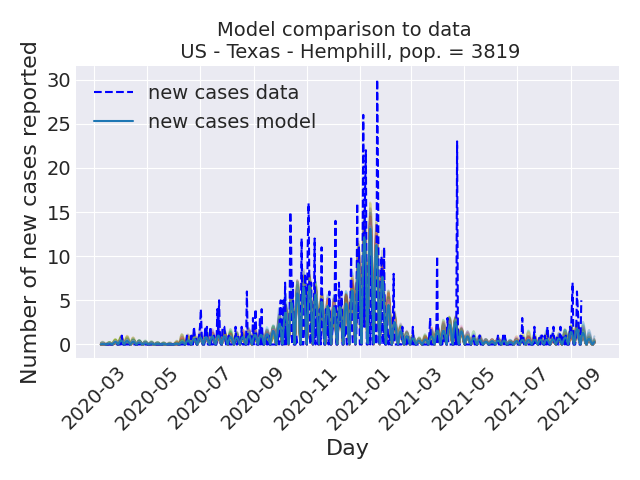 Model comparison to data
US - Texas - Hemphill, pop. = 3819
Number of new cases reported
30
25
20
15
10
5
0
new cases data
new cases model
2020-03
2020-05
2020-07
2020-09
2020-11
2021-01
2021-03
2021-05
2021-07
2021-09
Day